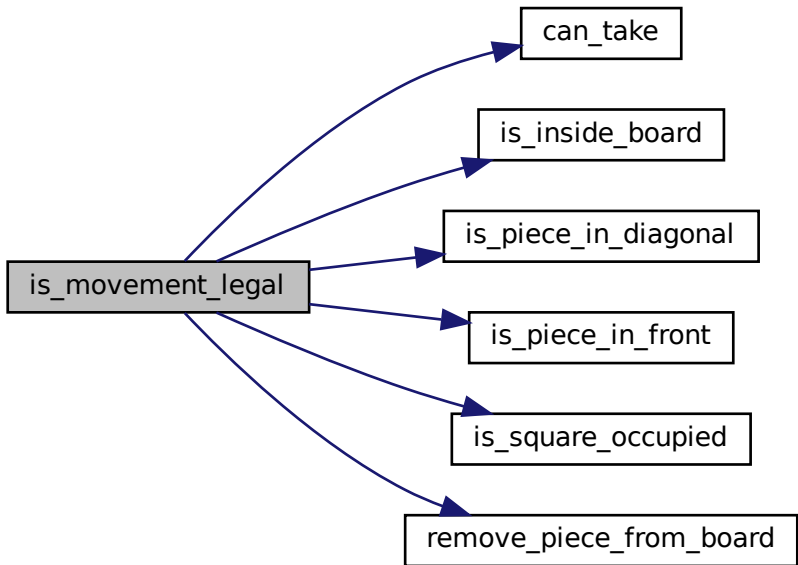 can_take
is_inside_board
is_piece_in_diagonal
is_movement_legal
is_piece_in_front
is_square_occupied
remove_piece_from_board